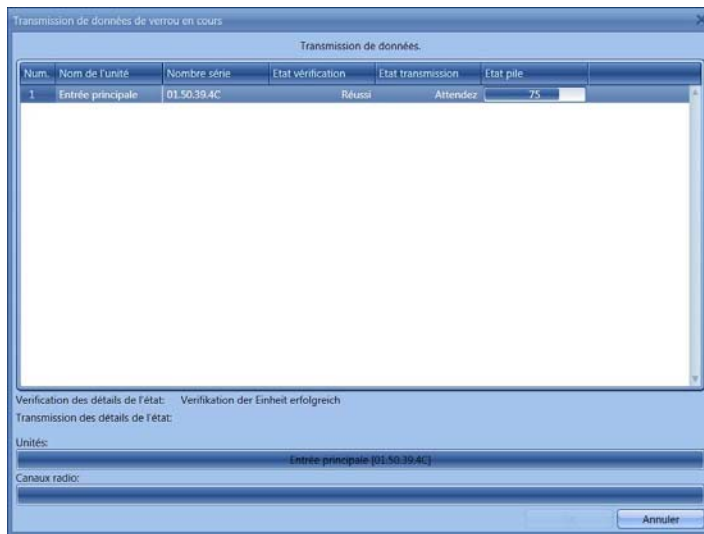 Transmission de données de verrou en cours
Transmission de données.
Num. Nom de l'unité Nombre série Etat vérification Etat transmission Etat pile
1 Entrée principale 01.50.39.4C Réussi Attendez 75
Verification des détails de l'état: Verifikation der Einheit erfolgreich
Transmission des détails de l'état:
Unités:
Entrée principale [01.50.39.4C]
Canaux radio:
Annuler